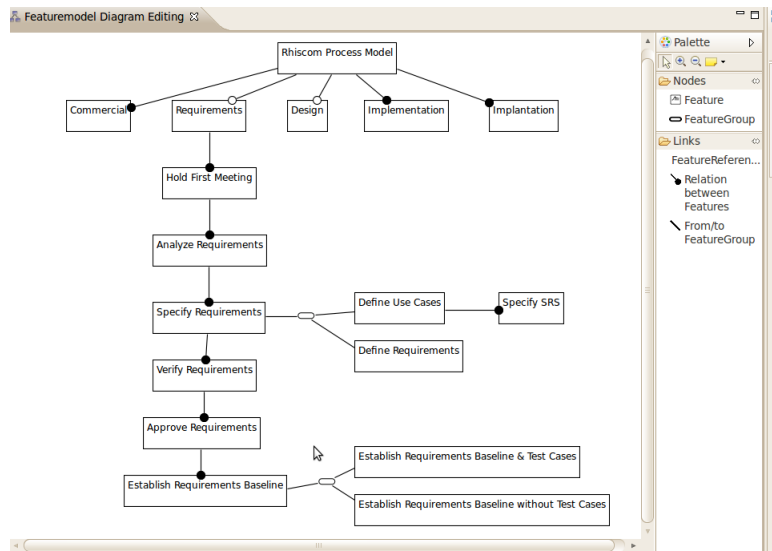 Featuremodel Diagram Editing
Rhiscom Process Model
Commercial
Requirements
Design
Implementation
Implantation
Hold First Meeting
Analyze Requirements
Specify Requirements
Define Use Cases
Specify SRS
Define Requirements
Verify Requirements
Approve Requirements
Establish Requirements Baseline
Establish Requirements Baseline & Test Cases
Establish Requirements Baseline without Test Cases
Palette
Nodes
Feature
FeatureGroup
Links
FeatureReferen...
Relation
between
Features
From/to
FeatureGroup